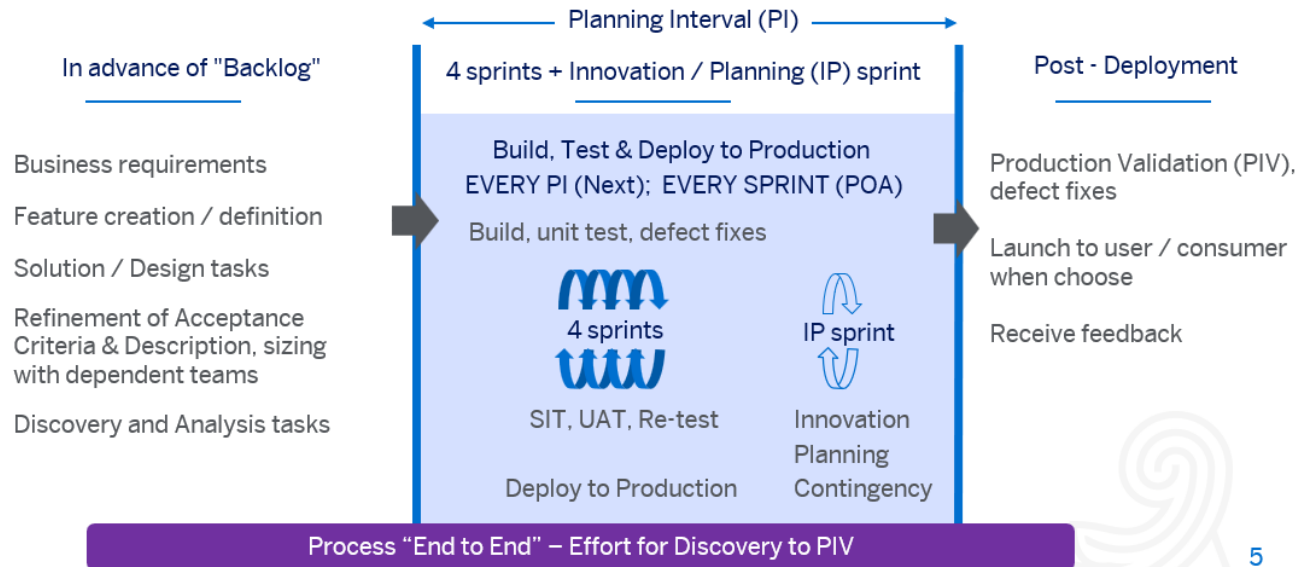 Planning Interval (PI)
In advance of "Backlog"
4 sprints + Innovation / Planning (IP) sprint
Post - Deployment
Business requirements
Feature creation / definition
Solution / Design tasks
Refinement of Acceptance
Criteria & Description, sizing
with dependent teams
Discovery and Analysis tasks
Build, Test & Deploy to Production
EVERY PI (Next); EVERY SPRINT (POA)
Build, unit test, defect fixes
4 sprints
IP sprint
SIT, UAT, Re-test
Deploy to Production
Innovation
Planning
Contingency
Production Validation (PIV),
defect fixes
Launch to user / consumer
when choose
Receive feedback
Process “End to End” – Effort for Discovery to PIV
5